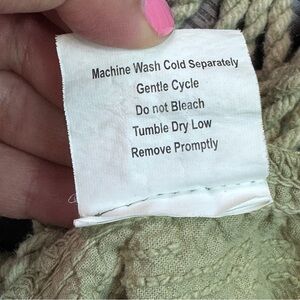 Machine Wash Cold Separately
Gentle Cycle
Do not Bleach
Tumble Dry Low
Remove Promptly